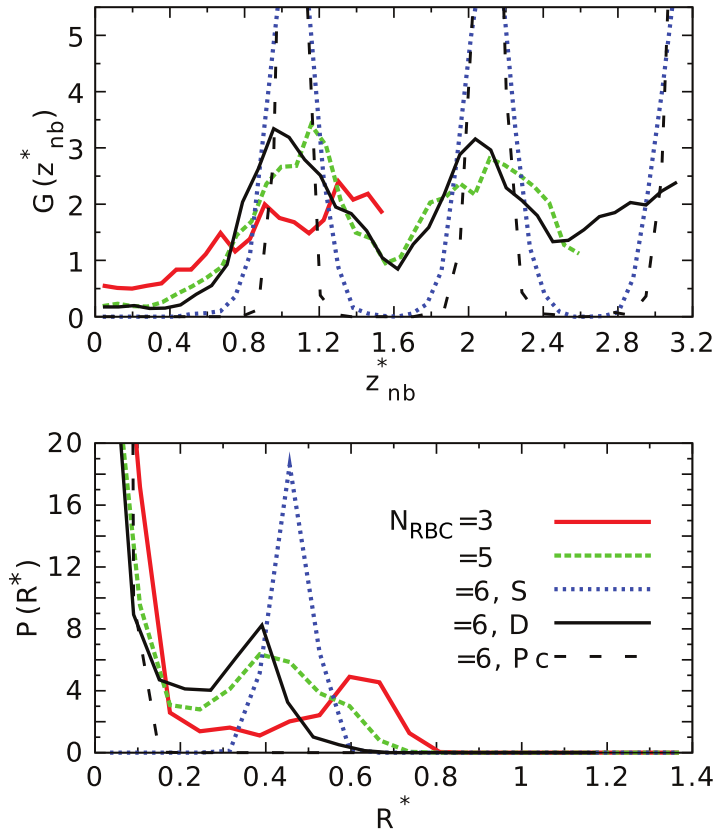 5
4
3
2
1
0
G (z*nb)
0 0.4 0.8 1.2 1.6 2 2.4 2.8 3.2
z*nb
20
16
12
8
4
0
P (R*)
NRBC =3
=5
=6, S
=6, D
=6, Pc
0 0.2 0.4 0.6 0.8 1 1.2 1.4
R*